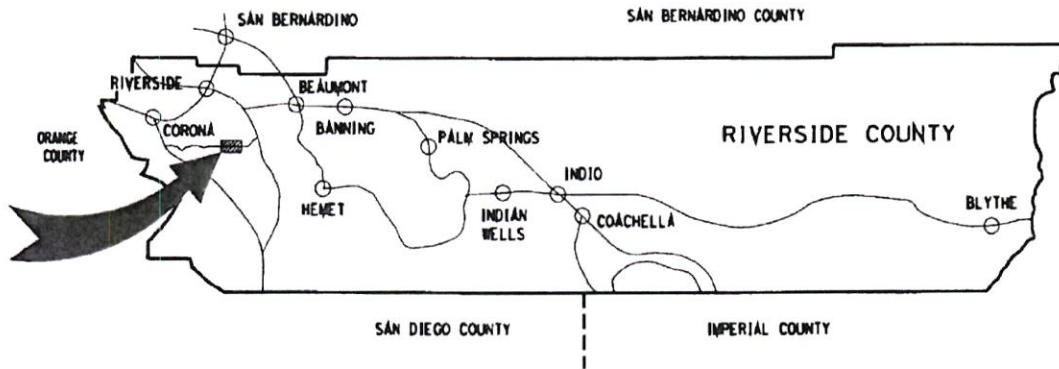 SAN BERNARDINO
SAN BERNARDINO COUNTY
RIVERSIDE
BEAUMONT
BANNING
CORONA
PALM SPRINGS
RIVERSIDE COUNTY
ORANGE
COUNTY
HEMET
INDIAN
WELLS
INDIO
COACHELLA
BLYTHE
SAN DIEGO COUNTY
IMPERIAL COUNTY